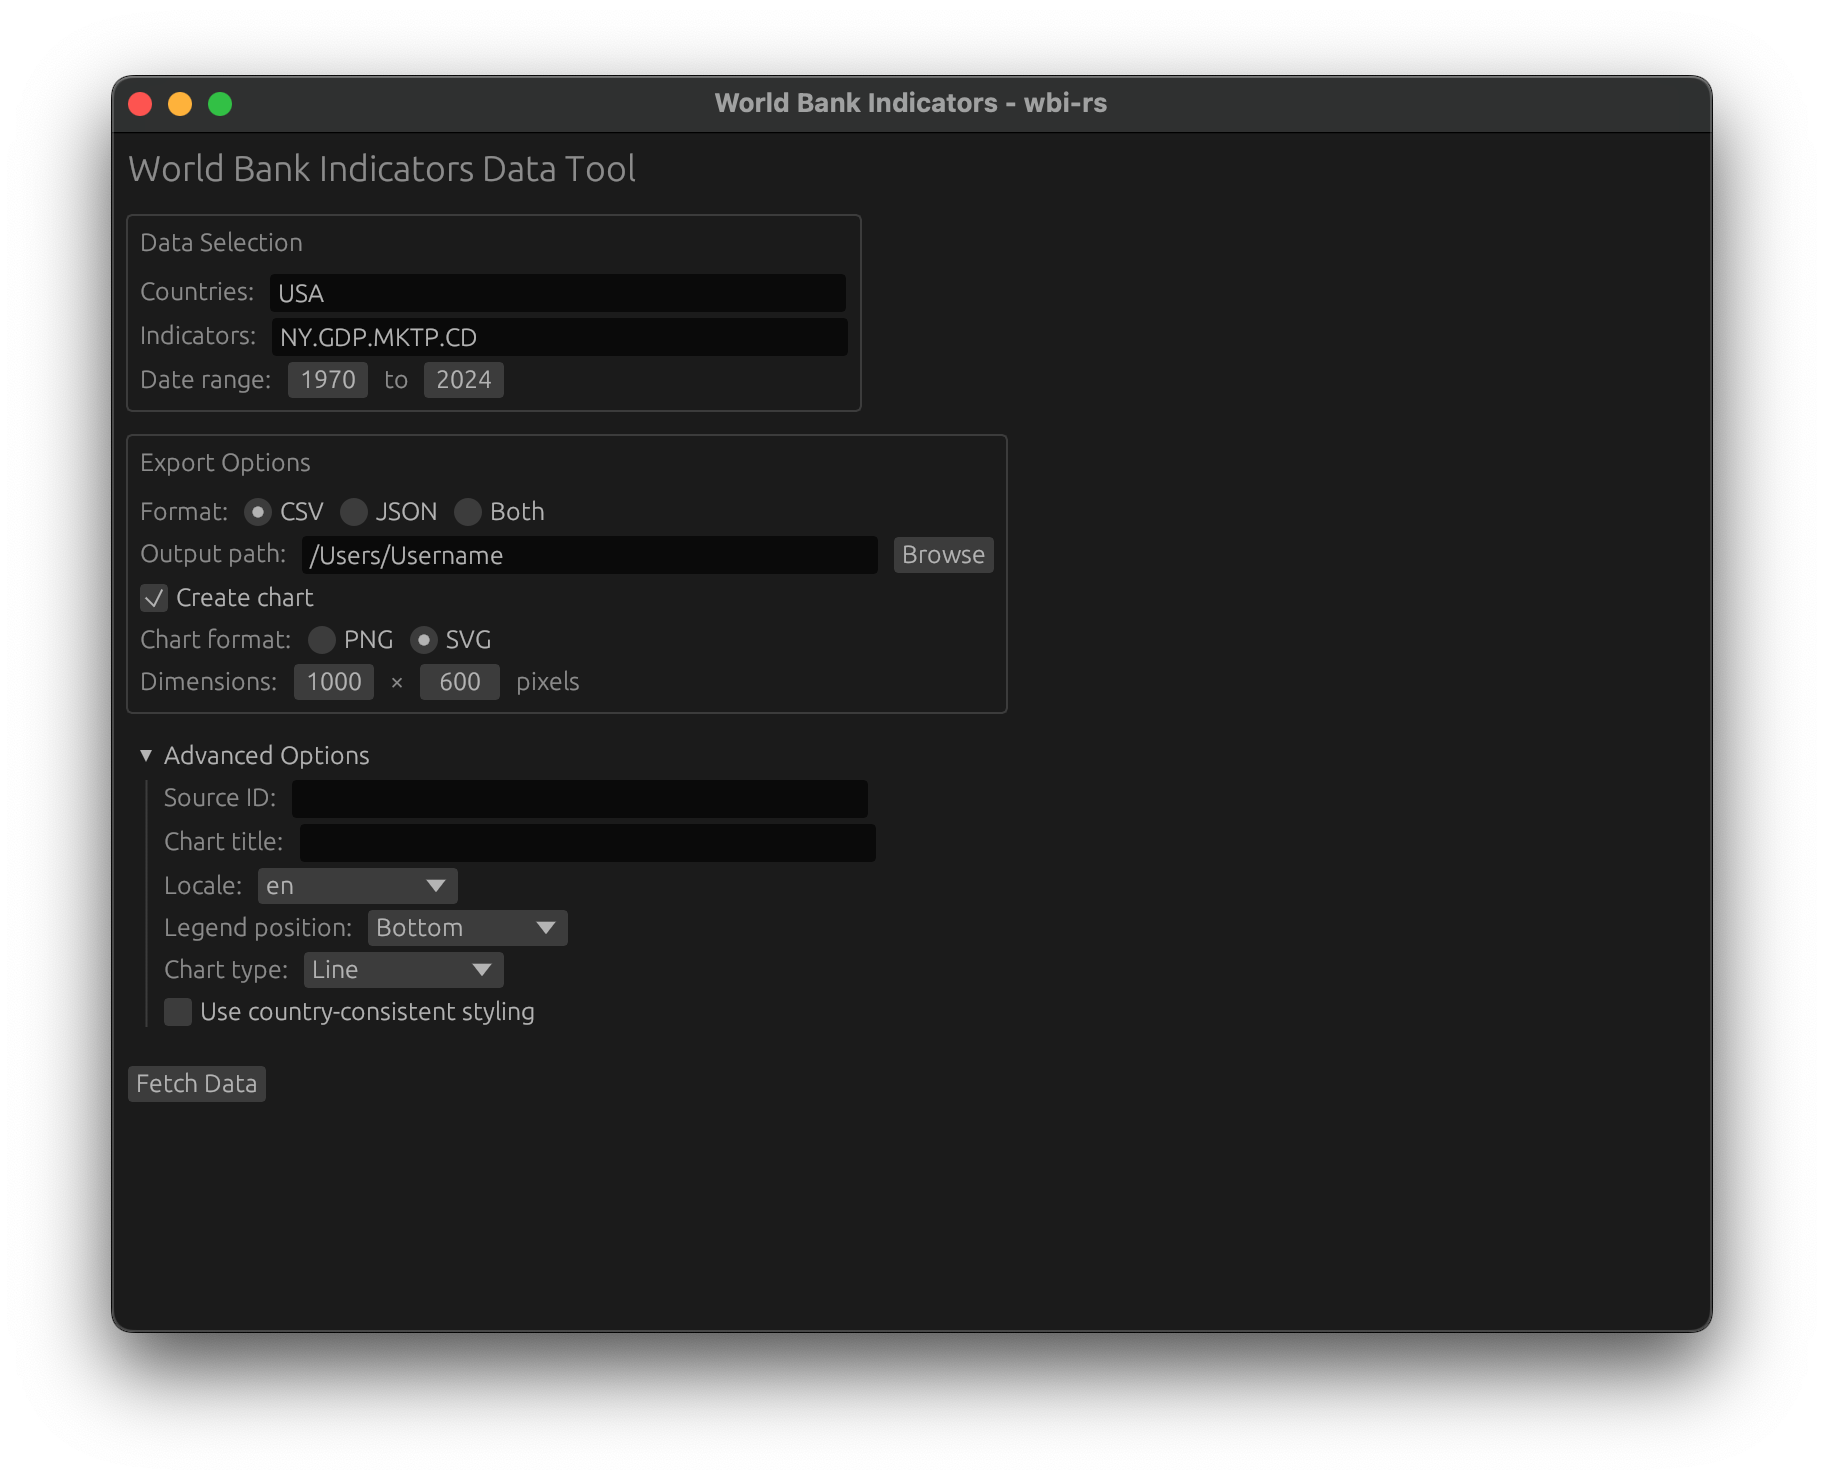 World Bank Indicators - wbi-rs
World Bank Indicators Data Tool
Data Selection
Countries: USA
Indicators: NY.GDP.MKTP.CD
Date range: 1970 to 2024
Export Options
Format: CSV JSON Both
Output path: /Users/Username Browse
Create chart
Chart format: PNG SVG
Dimensions: 1000 × 600 pixels
Advanced Options
Source ID:
Chart title:
Locale: en
Legend position: Bottom
Chart type: Line
Use country-consistent styling
Fetch Data